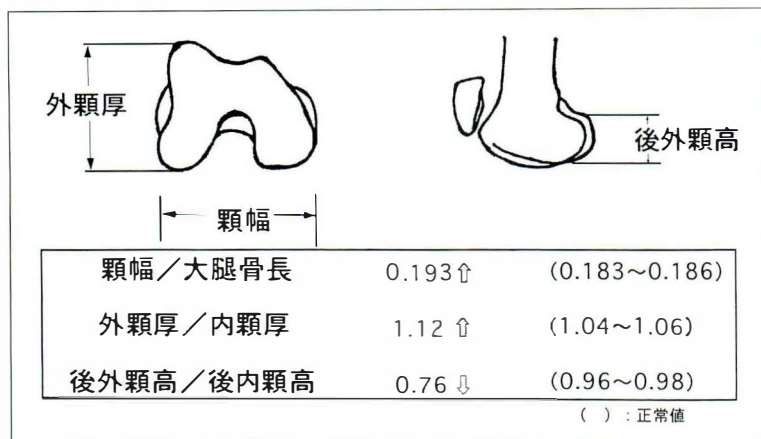 外顆厚
後外顆高
顆幅
顆幅／大腿骨長 0.193⇧ (0.183～0.186)
外顆厚／内顆厚 1.12 ⇧ (1.04～1.06)
後外顆高／後内顆高 0.76 ⇩ (0.96～0.98)
（ ）：正常値